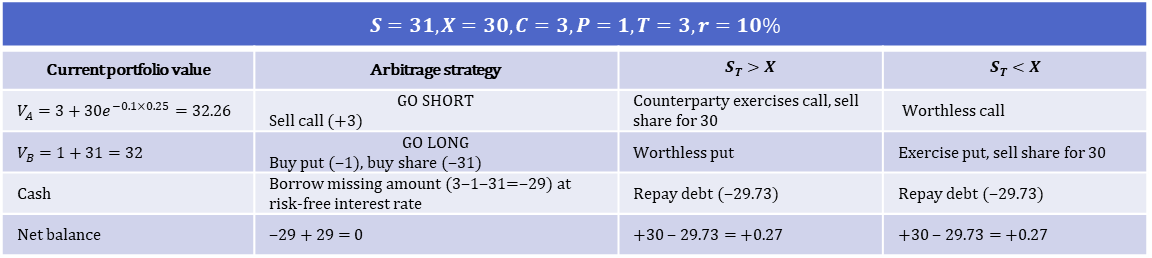 S = 31, X = 30, C = 3, P = 1, T = 3, r = 10%
Current portfolio value
Arbitrage strategy
S_T > X
S_T < X
V_A = 3 + 30e^{−0.1×0.25} = 32.26
GO SHORT
Sell call (+3)
Counterparty exercises call, sell
share for 30
Worthless call
V_B = 1 + 31 = 32
GO LONG
Buy put (−1), buy share (−31)
Worthless put
Exercise put, sell share for 30
Cash
Borrow missing amount (3–1–31=–29) at
risk-free interest rate
Repay debt (−29.73)
Repay debt (−29.73)
Net balance
−29 + 29 = 0
+30 – 29.73 = +0.27
+30 – 29.73 = +0.27